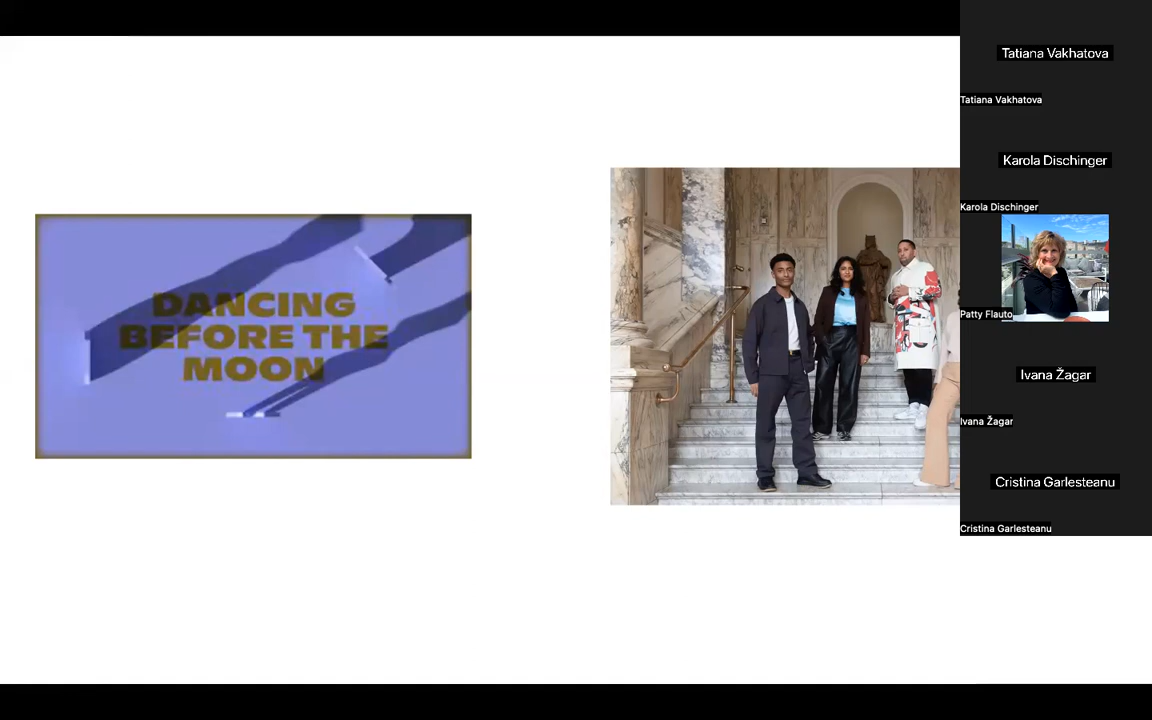 DANCING
BEFORE THE
MOON
Tatiana Vakhatova
Tatiana Vakhatova
Karola Dischinger
Karola Dischinger
Patty Flauto
Ivana Žagar
Ivana Žagar
Cristina Garlesteanu
Cristina Garlesteanu